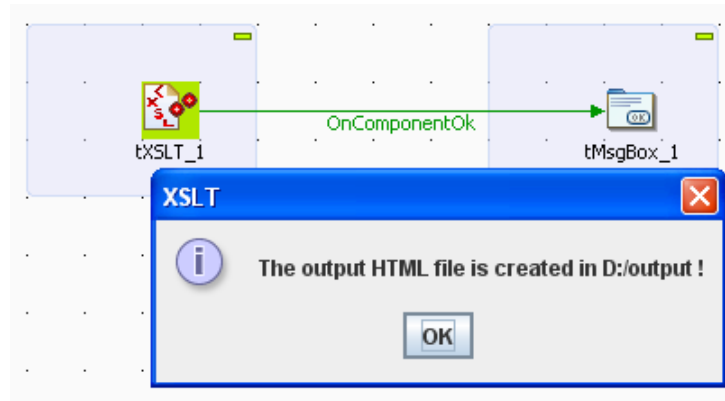 OnComponentOk
tXSLT_1
tMsgBox_1
XSLT
The output HTML file is created in D:/output !
OK